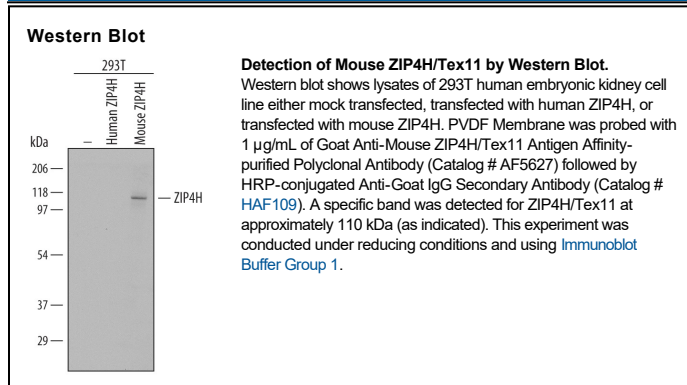 Western Blot
293T
–
Human ZIP4H
Mouse ZIP4H
kDa
206
118
97
54
37
29
ZIP4H
Detection of Mouse ZIP4H/Tex11 by Western Blot.
Western blot shows lysates of 293T human embryonic kidney cell
line either mock transfected, transfected with human ZIP4H, or
transfected with mouse ZIP4H. PVDF Membrane was probed with
1 µg/mL of Goat Anti-Mouse ZIP4H/Tex11 Antigen Affinity-
purified Polyclonal Antibody (Catalog # AF5627) followed by
HRP-conjugated Anti-Goat IgG Secondary Antibody (Catalog #
HAF109). A specific band was detected for ZIP4H/Tex11 at
approximately 110 kDa (as indicated). This experiment was
conducted under reducing conditions and using Immunoblot
Buffer Group 1.